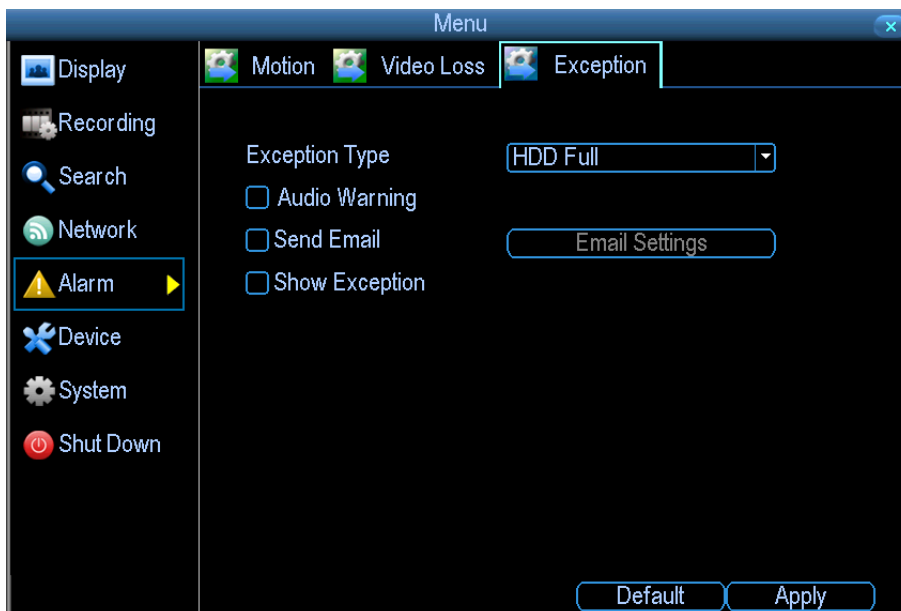 Menu
Display
Recording
Search
Network
Alarm
Device
System
Shut Down
Motion Video Loss Exception
Exception Type HDD Full
Audio Warning
Send Email Email Settings
Show Exception
Default Apply